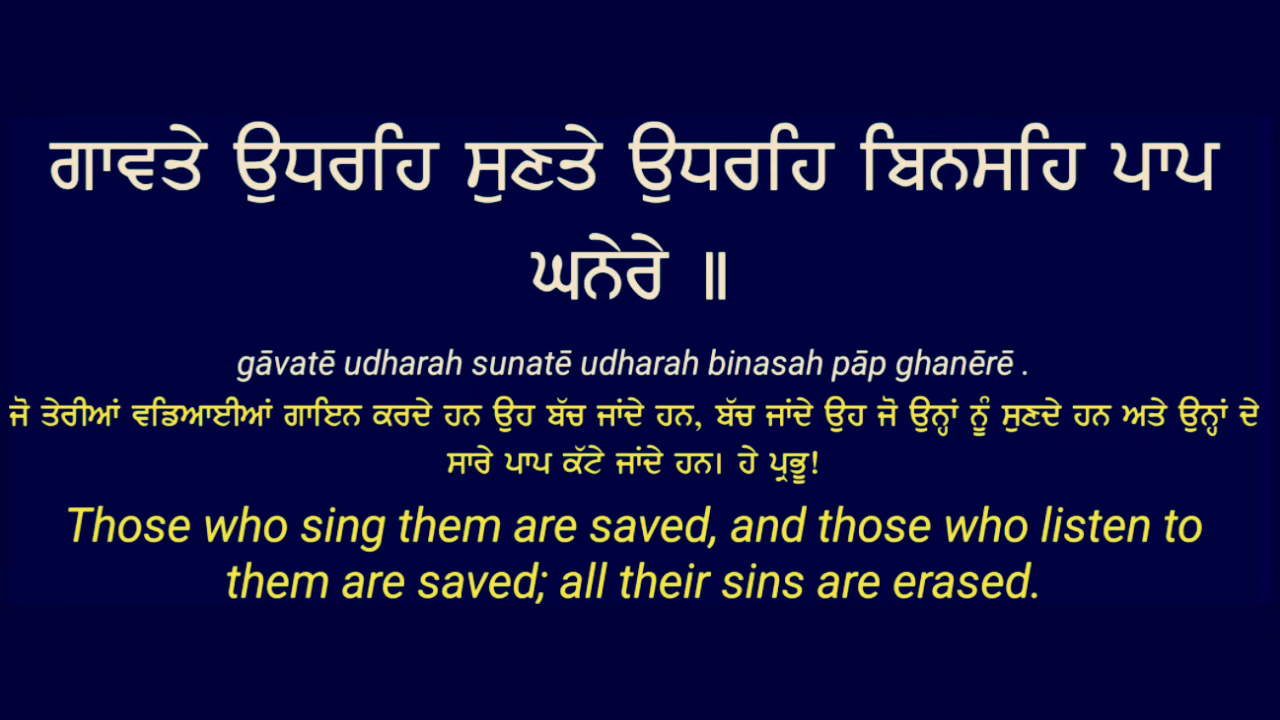 ਗਾਵਤੇ ਉਧਰਹਿ ਸੁਣਤੇ ਉਧਰਹਿ ਬਿਨਸਹਿ ਪਾਪ
ਘਨੇਰੇ ॥
gāvatē udharah sunatē udharah binasah pāp ghanērē .
ਜੋ ਤੇਰੀਆਂ ਵਡਿਆਈਆਂ ਗਾਇਨ ਕਰਦੇ ਹਨ ਉਹ ਬੱਚ ਜਾਂਦੇ ਹਨ, ਬੱਚ ਜਾਂਦੇ ਉਹ ਜੋ ਉਨ੍ਹਾਂ ਨੂੰ ਸੁਣਦੇ ਹਨ ਅਤੇ ਉਨ੍ਹਾਂ ਦੇ
ਸਾਰੇ ਪਾਪ ਕੱਟੇ ਜਾਂਦੇ ਹਨ। ਹੇ ਪ੍ਰਭੂ!
Those who sing them are saved, and those who listen to
them are saved; all their sins are erased.